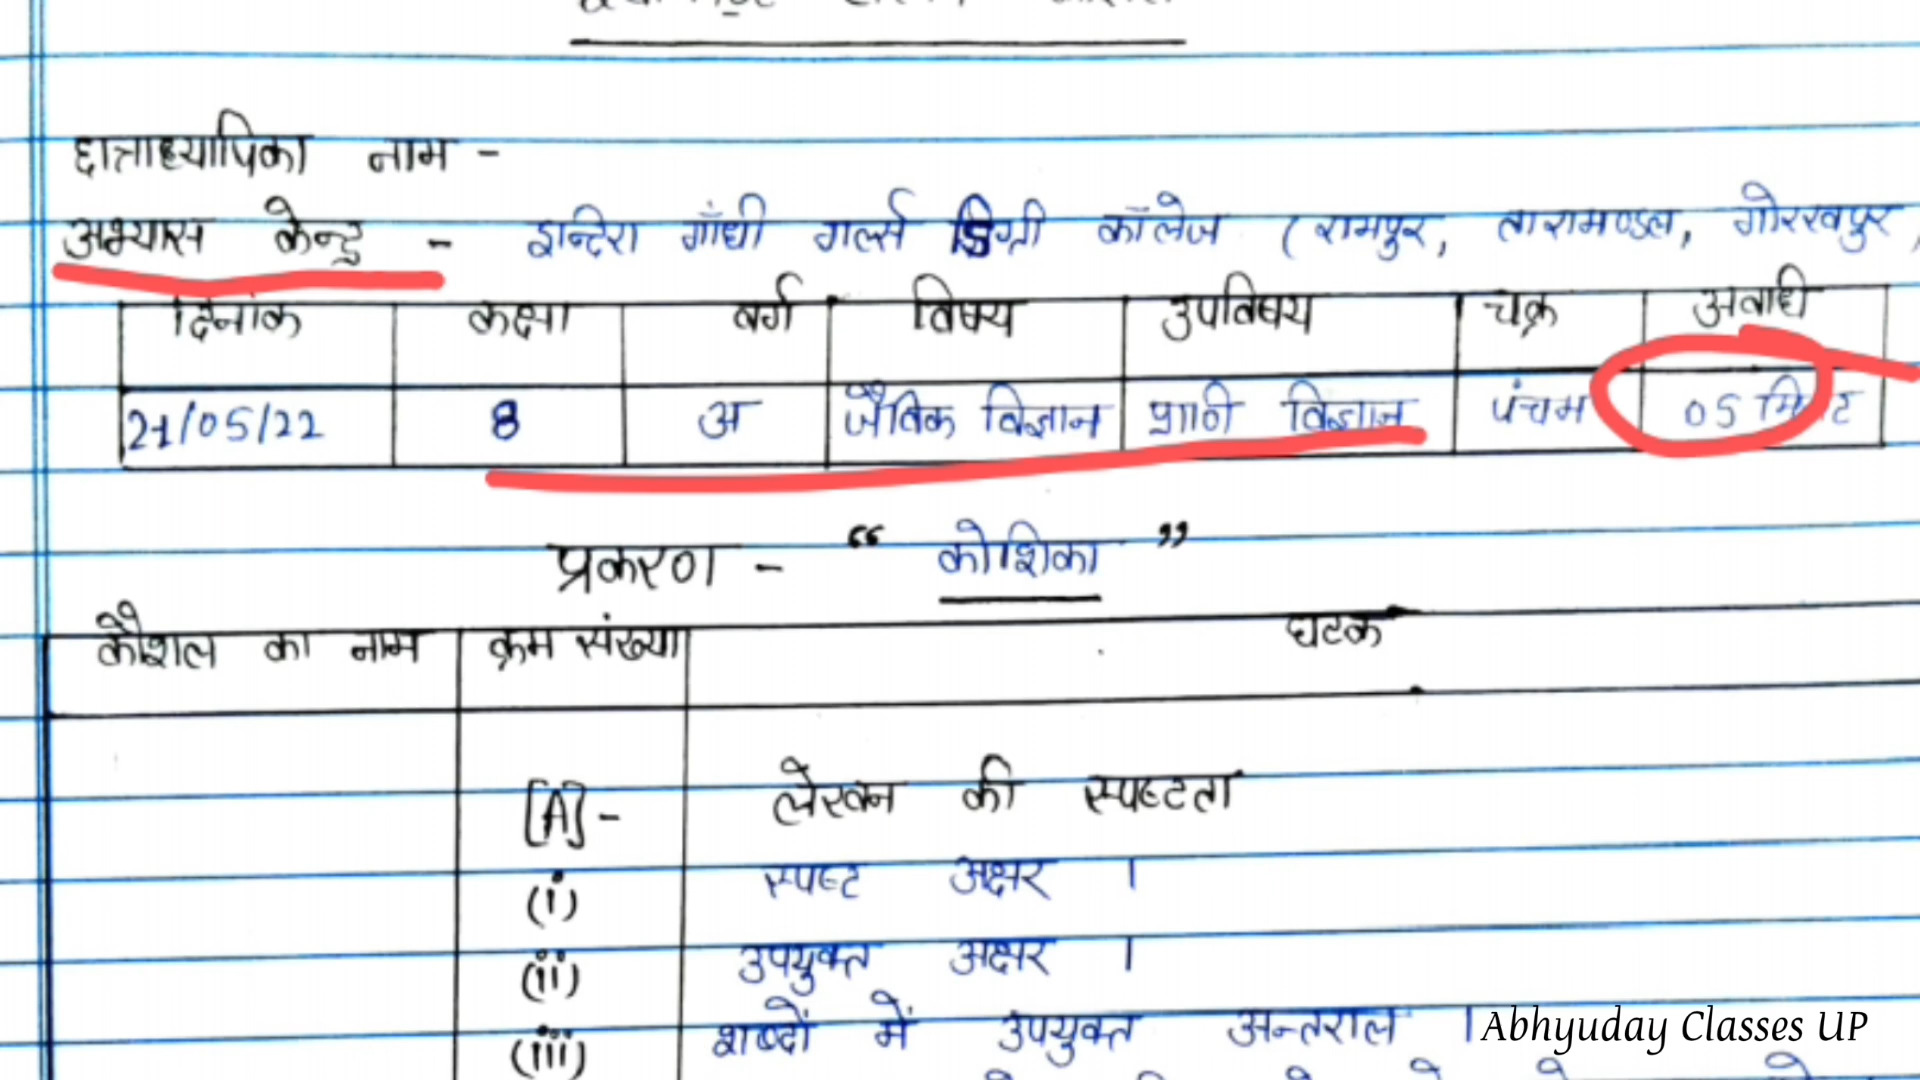 छात्राध्यापिका नाम -
अभ्यास केन्द्र - इन्दिरा गाँधी गर्ल्स डिग्री कॉलेज (रामपुर, तारामण्डल, गोरखपुर,
दिनांक कक्षा वर्ग विषय उपविषय चक्र अवधि
21/05/22 8 अ जैविक विज्ञान प्राणी विज्ञान पंचम 05 मिनट
प्रकरण - “ कोशिका ”
कौशल का नाम क्रम संख्या घटक
[A] - लेखन की स्पष्टता
(i) स्पष्ट अक्षर ।
(ii) उपयुक्त अक्षर ।
(iii) शब्दों में उपयुक्त अन्तराल ।
Abhyuday Classes UP